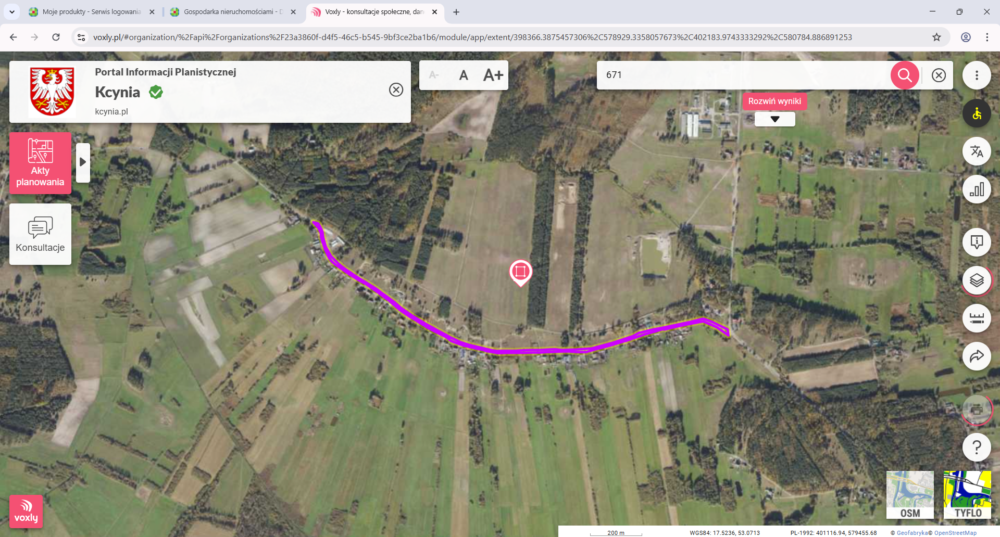 Moje produkty - Serwis logowania
Gospodarka nieruchomościami - D
Voxly - konsultacje społeczne, dan
voxly.pl/#organization/%2Fapi%2Forganizations%2F23a3860f-d4f5-46c5-b545-9bf3ce2ba1b6/module/app/extent/398366.3875457306%2C578929.3358057673%2C402183.9743333292%2C580784.886891253
Portal Informacji Planistycznej
Kcynia
kcynia.pl
A- A A+
671
Rozwiń wyniki
Akty
planowania
Konsultacje
OSM
TYFLO
voxly
200 m
WGS84: 17.5236, 53.0713
PL-1992: 401116.94, 579455.68
© Geofabryka© OpenStreetMap